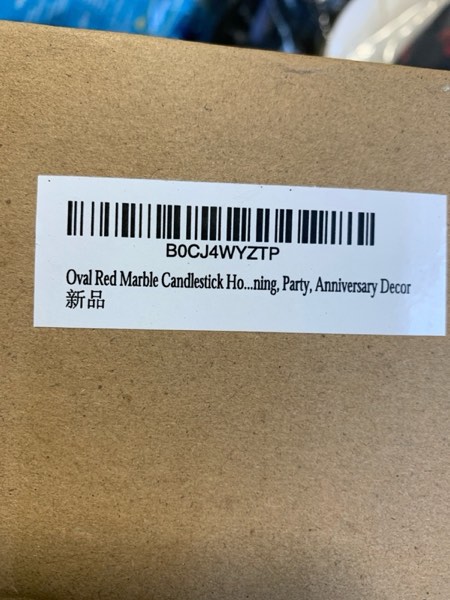 B0CJ4WYZTP
Oval Red Marble Candlestick Ho...ning, Party, Anniversary Decor
新品